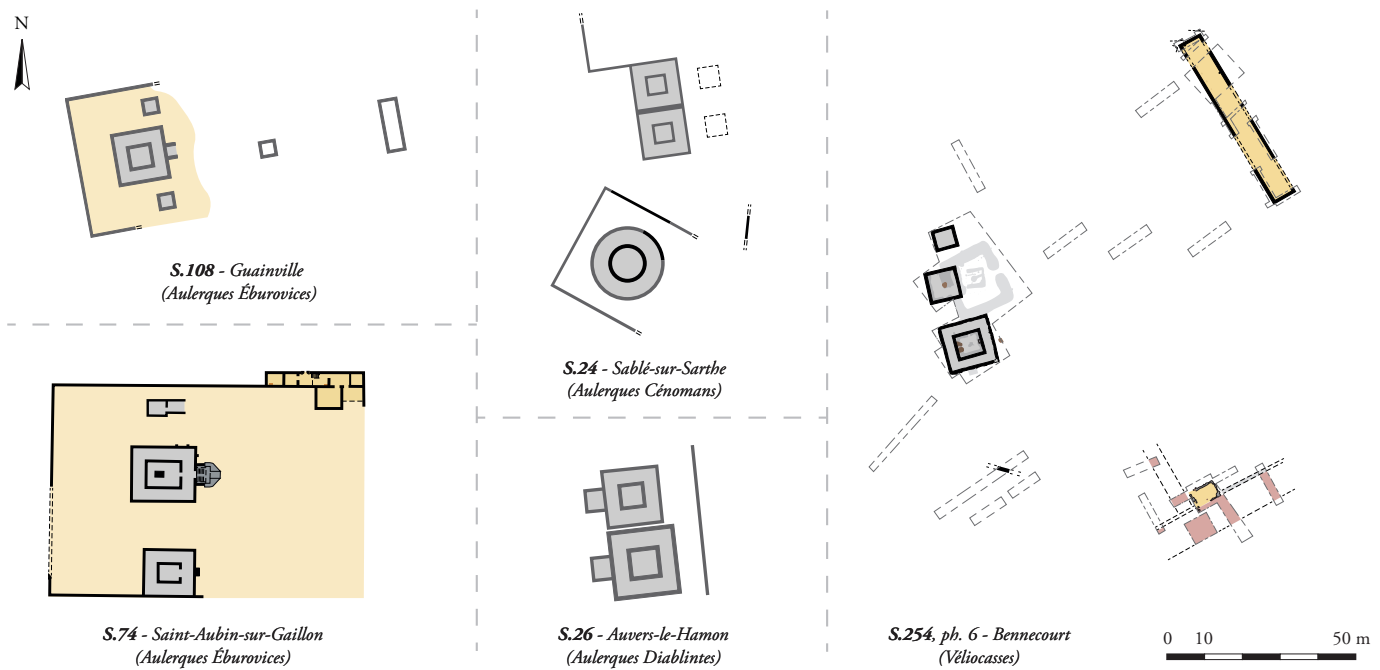 N
S.108 - Guainville
(Aulerques Éburovices)
S.74 - Saint-Aubin-sur-Gaillon
(Aulerques Éburovices)
S.24 - Sablé-sur-Sarthe
(Aulerques Cénomans)
S.26 - Auvers-le-Hamon
(Aulerques Diablintes)
S.254, ph. 6 - Bennecourt
(Véliocasses)
0 10 50 m